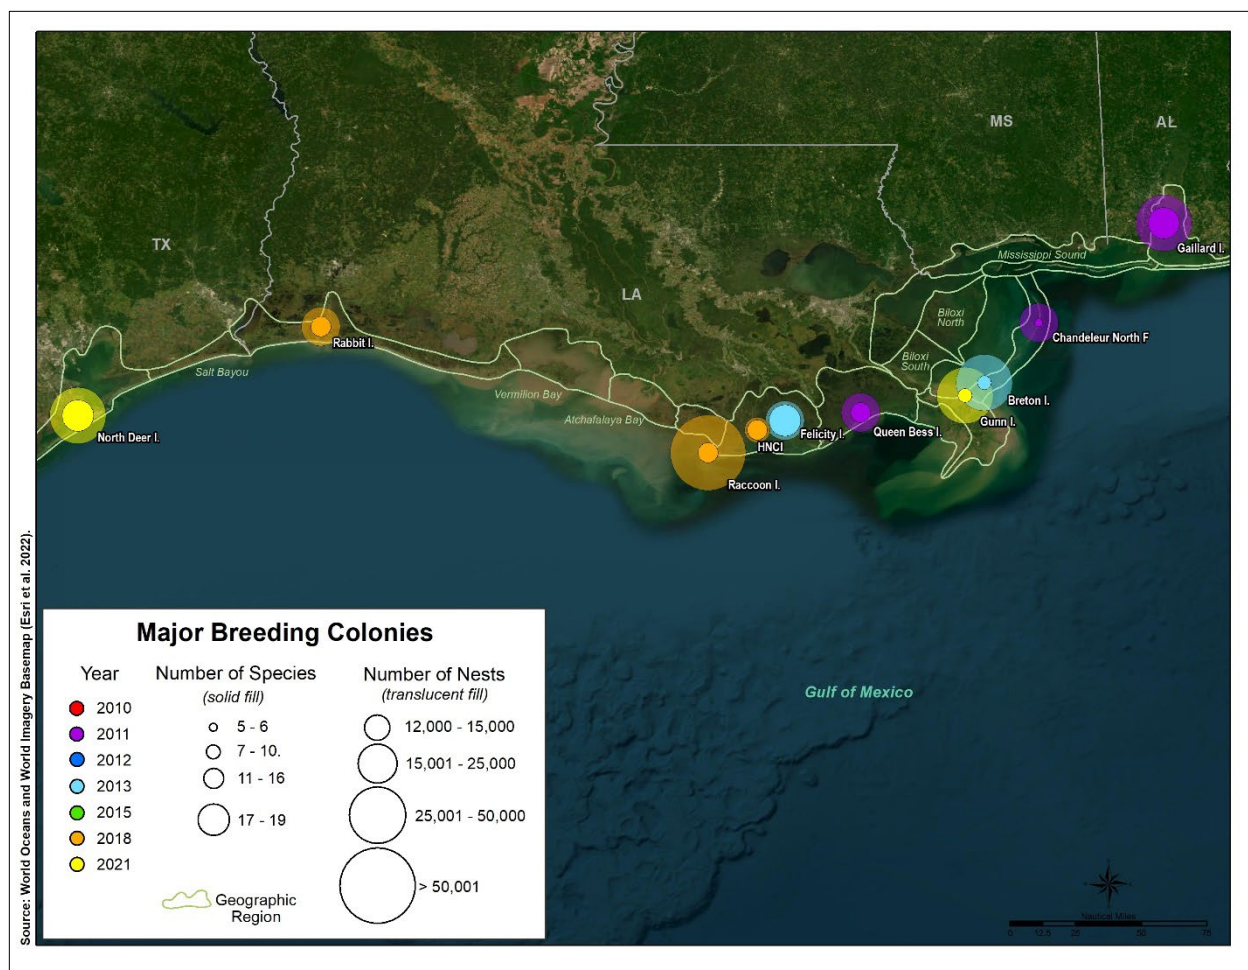 MS
AL
TX
LA
Gaillard I.
Mississippi Sound
Biloxi
North
Chandeleur North F
Rabbit I.
Biloxi
South
Salt Bayou
Vermilion Bay
Breton I.
Atchafalaya Bay
Gunn I.
North Deer I.
Felicity I.
Queen Bess I.
HNCI
Raccoon I.
Gulf of Mexico
Major Breeding Colonies
Year
2010
2011
2012
2013
2015
2018
2021
Number of Species
(solid fill)
5 - 6
7 - 10.
11 - 16
17 - 19
Geographic
Region
Number of Nests
(translucent fill)
12,000 - 15,000
15,001 - 25,000
25,001 - 50,000
> 50,001
Nautical Miles
0 12.5 25 50 75
Source: World Oceans and World Imagery Basemap (Esri et al. 2022).